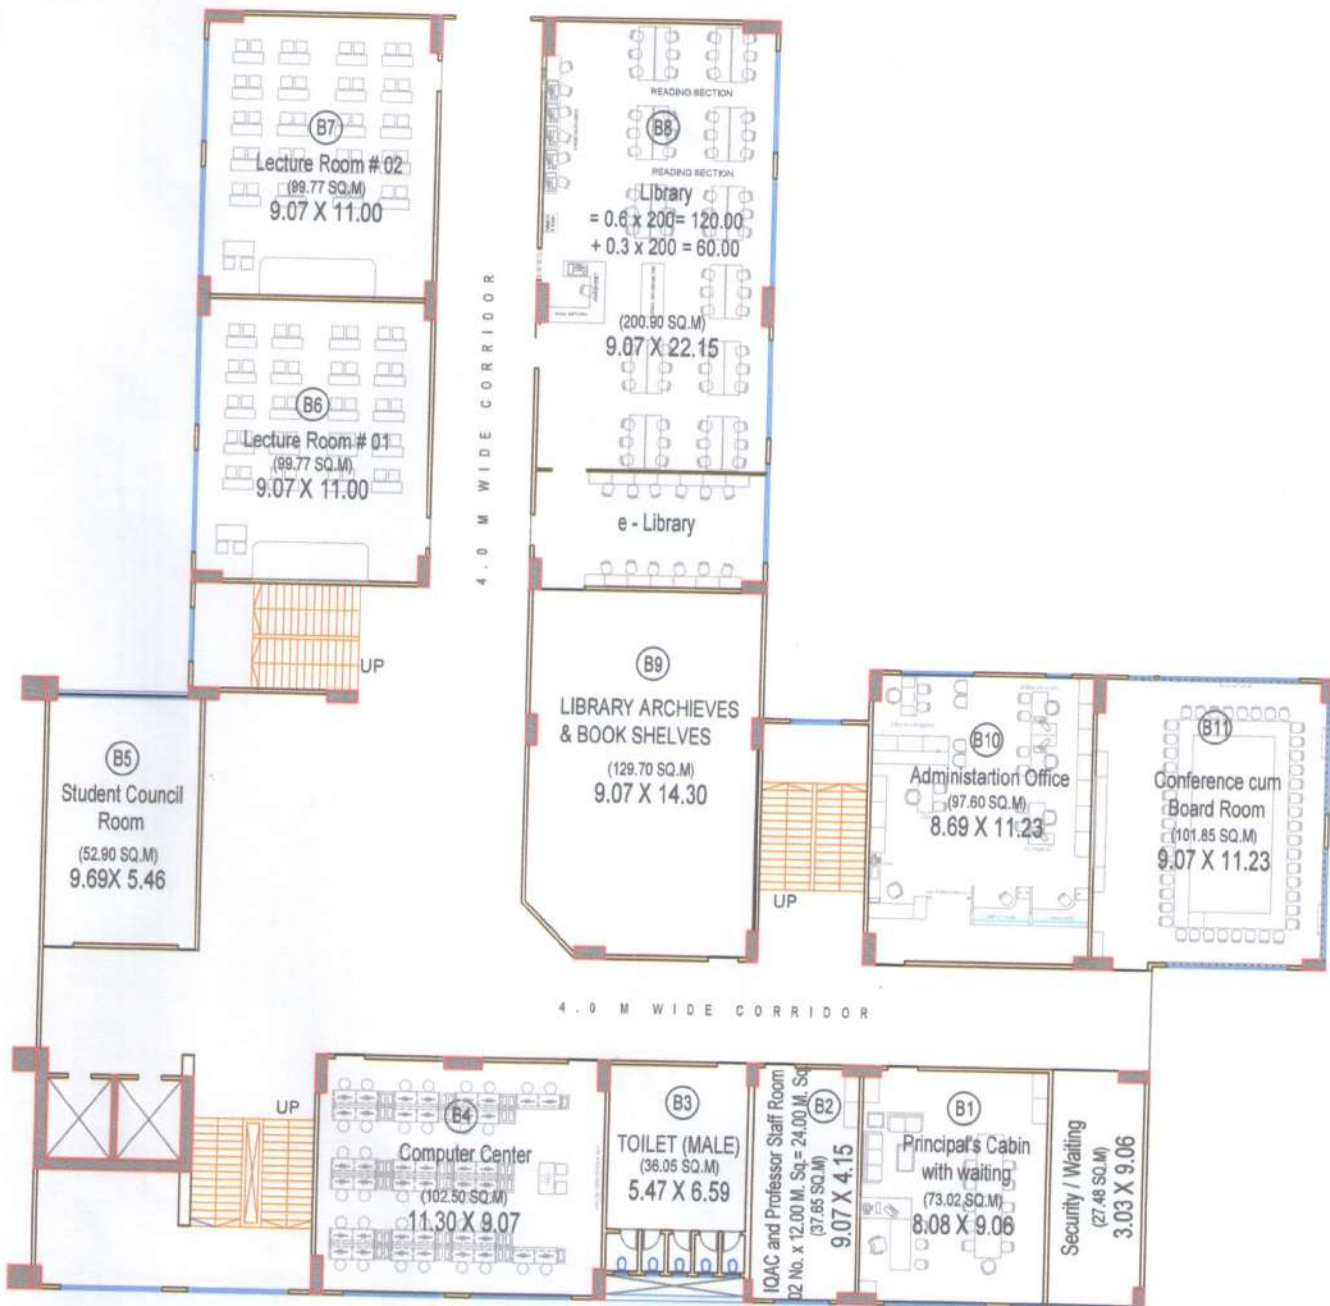 B7
Lecture Room # 02
(99.77 SQ.M)
9.07 X 11.00
READING SECTION
B8
READING SECTION
Library
= 0.6 x 200= 120.00
+ 0.3 x 200 = 60.00
(200.90 SQ.M)
9.07 X 22.15
4.0 M WIDE CORRIDOR
B6
Lecture Room # 01
(99.77 SQ.M)
9.07 X 11.00
e - Library
UP
B9
LIBRARY ARCHIEVES
& BOOK SHELVES
(129.70 SQ.M)
9.07 X 14.30
B5
Student Council
Room
(52.90 SQ.M)
9.69X 5.46
UP
B10
Administartion Office
(97.60 SQ.M)
8.69 X 11.23
B11
Conference cum
Board Room
(101.85 SQ.M)
9.07 X 11.23
4.0 M WIDE CORRIDOR
UP
B4
Computer Center
(102.50 SQ.M)
11.30 X 9.07
B3
TOILET (MALE)
(36.05 SQ.M)
5.47 X 6.59
B2
IQAC and Professor Staff Room
02 No. x 12.00 M. Sq.= 24.00 M. Sq
(37.65 SQ.M)
9.07 X 4.15
B1
Principal's Cabin
with waiting
(73.02 SQ.M)
8.08 X 9.06
Security / Waiting
(27.48 SQ.M)
3.03 X 9.06